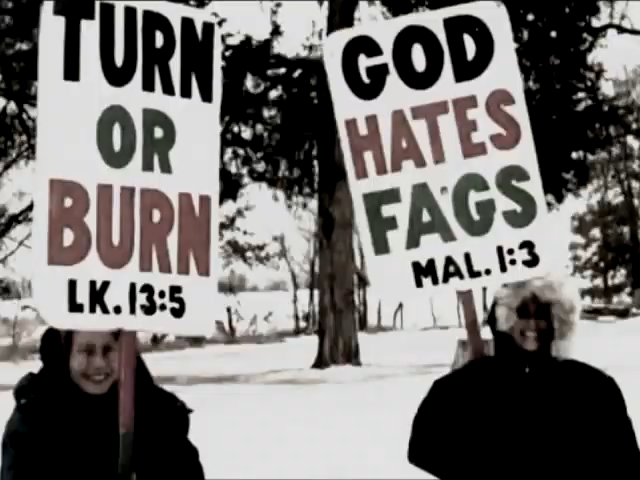 TURN
OR
BURN
LK. 13:5
GOD
HATES
FAGS
MAL. 1:3